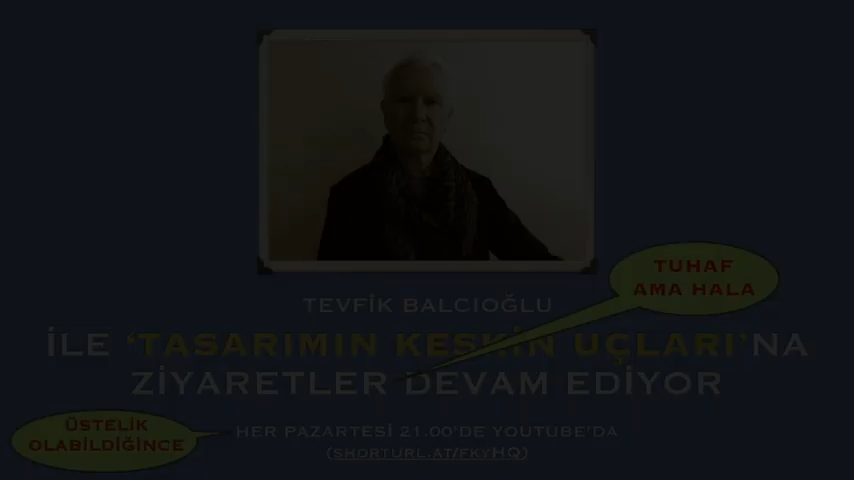 TUHAF
AMA HALA
TEVFİK BALCIOĞLU
İLE ‘TASARIMIN KESKİN UÇLARI’NA
ZİYARETLER DEVAM EDİYOR
ÜSTELİK
OLABİLDİĞİNCE
HER PAZARTESİ 21.00’DE YOUTUBE’DA
(SHORTURL.AT/FKYHQ)